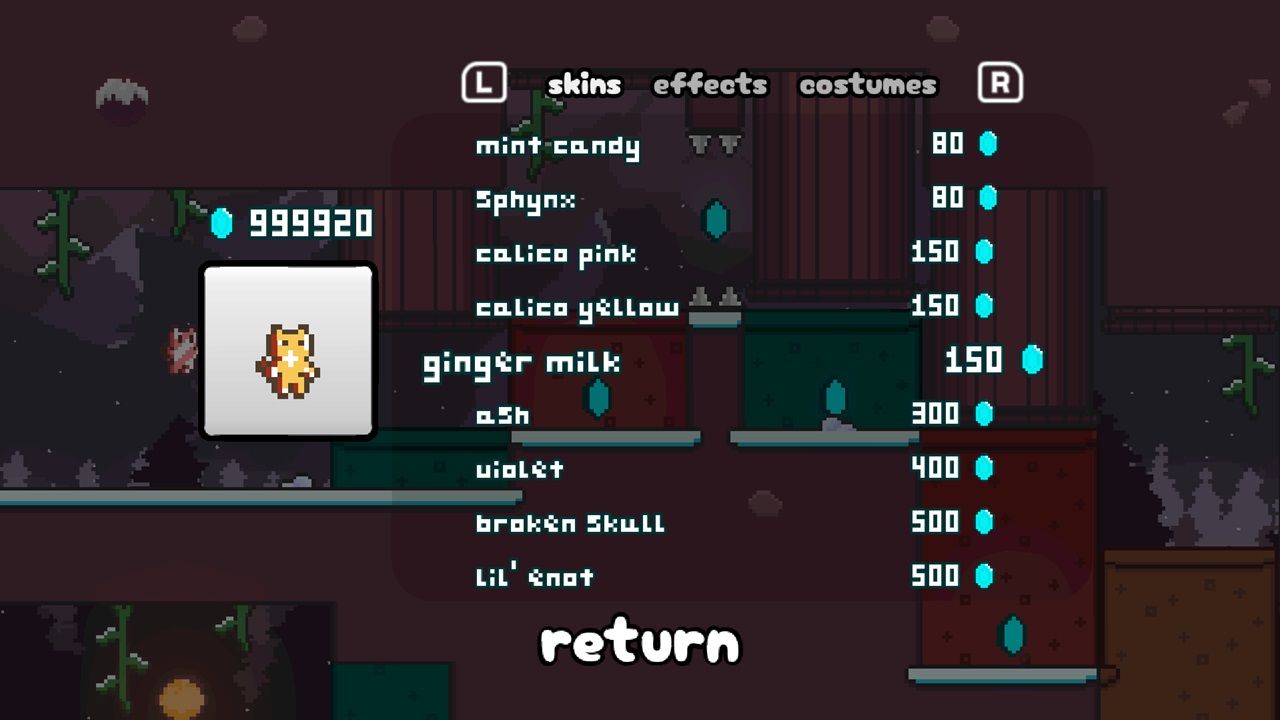 L skins effects costumes R
mint candy 80
Sphynx 80
999920
calico pink 150
calico yellow 150
ginger milk 150
aSh 300
violet 400
broken Skull 500
lil' enot 500
return